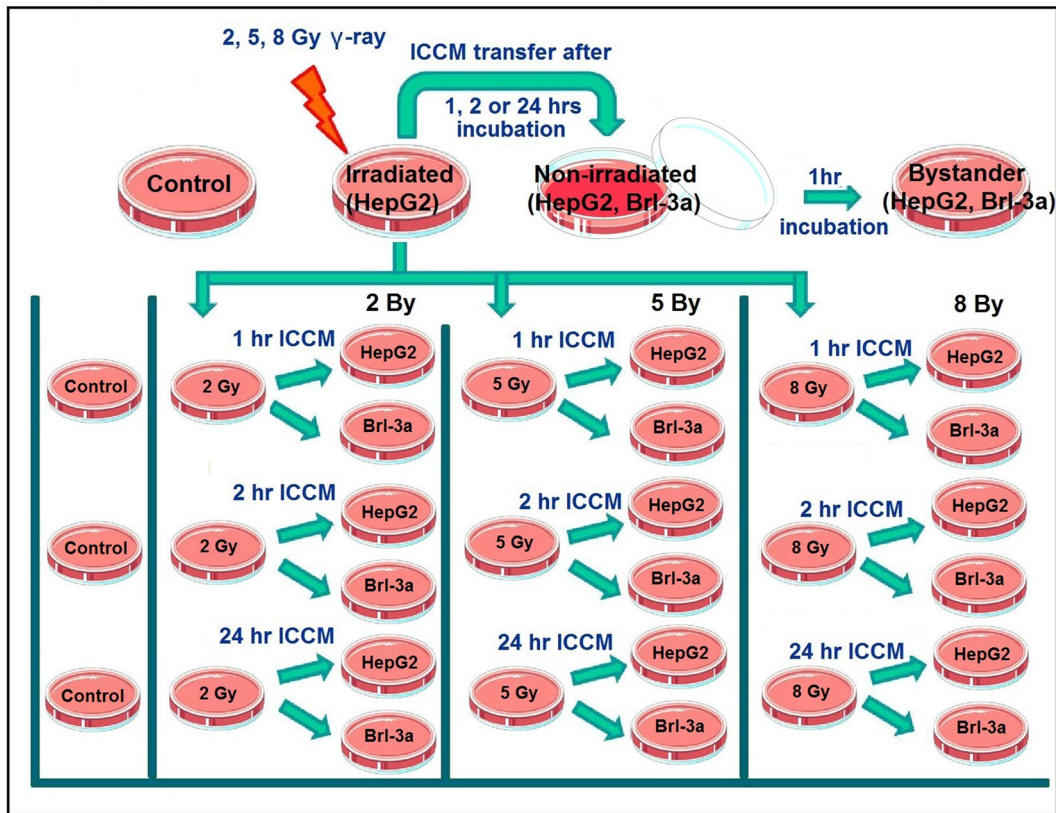 2, 5, 8 Gy γ-ray
ICCM transfer after
1, 2 or 24 hrs
incubation
Control
Irradiated
(HepG2)
Non-irradiated
(HepG2, Brl-3a)
1hr
incubation
Bystander
(HepG2, Brl-3a)
2 By
5 By
8 By
Control
2 Gy
1 hr ICCM
HepG2
Brl-3a
5 Gy
1 hr ICCM
HepG2
Brl-3a
8 Gy
1 hr ICCM
HepG2
Brl-3a
Control
2 Gy
2 hr ICCM
HepG2
Brl-3a
5 Gy
2 hr ICCM
HepG2
Brl-3a
8 Gy
2 hr ICCM
HepG2
Brl-3a
Control
2 Gy
24 hr ICCM
HepG2
Brl-3a
5 Gy
24 hr ICCM
HepG2
Brl-3a
8 Gy
24 hr ICCM
HepG2
Brl-3a